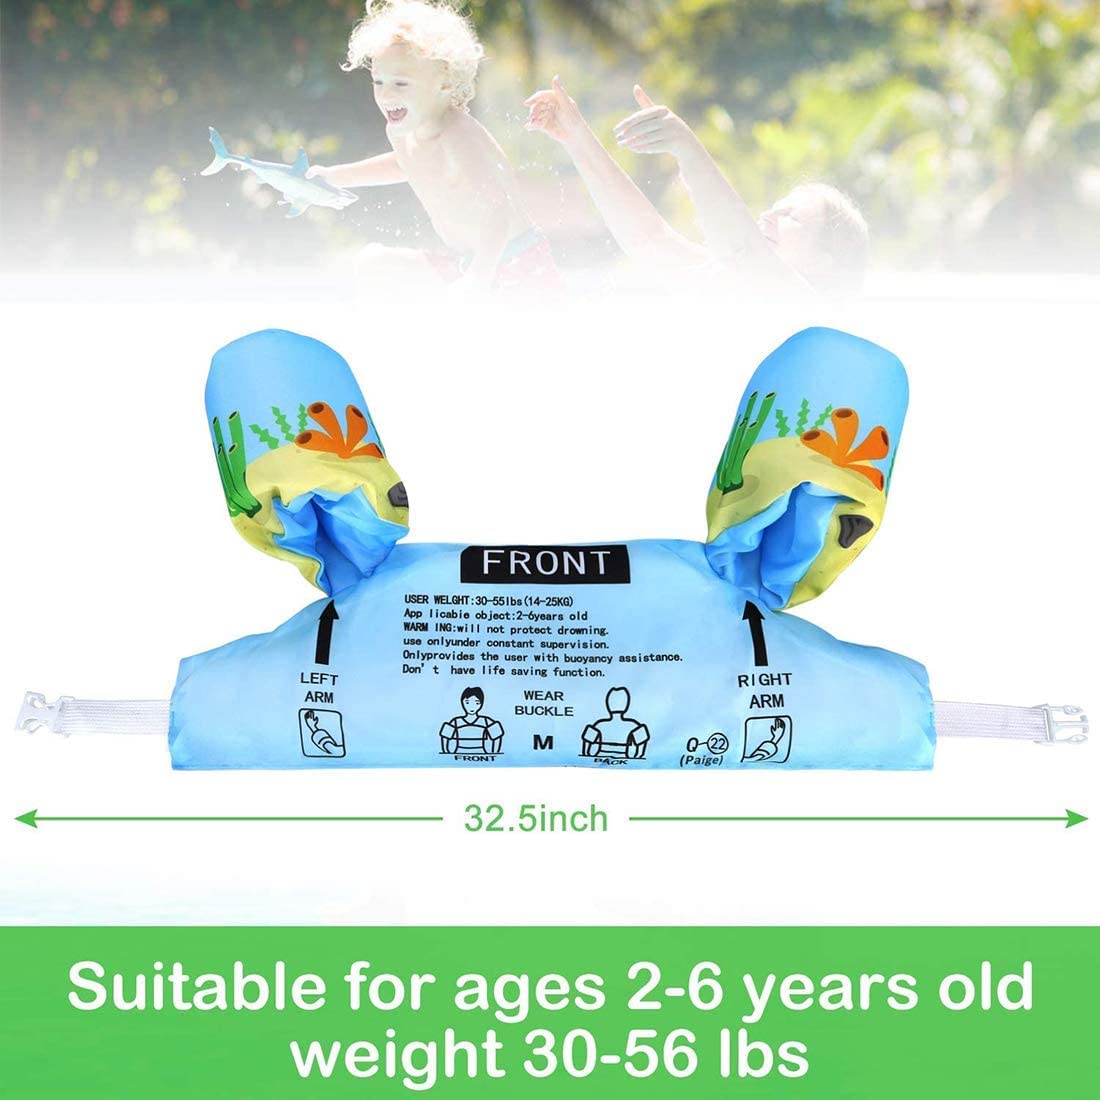 FRONT
USER WELGHT:30-55lbs(14-25KG)
App licable object:2-6years old
WARM ING:will not protect drowning.
use onlyunder constant supervision.
Onlyprovides the user with buoyancy assistance.
Don't have life saving function.
LEFT
ARM
WEAR
BUCKLE
RIGHT
ARM
FRONT
M
BACK
Q-22
(Paige)
32.5inch
Suitable for ages 2-6 years old
weight 30-56 lbs